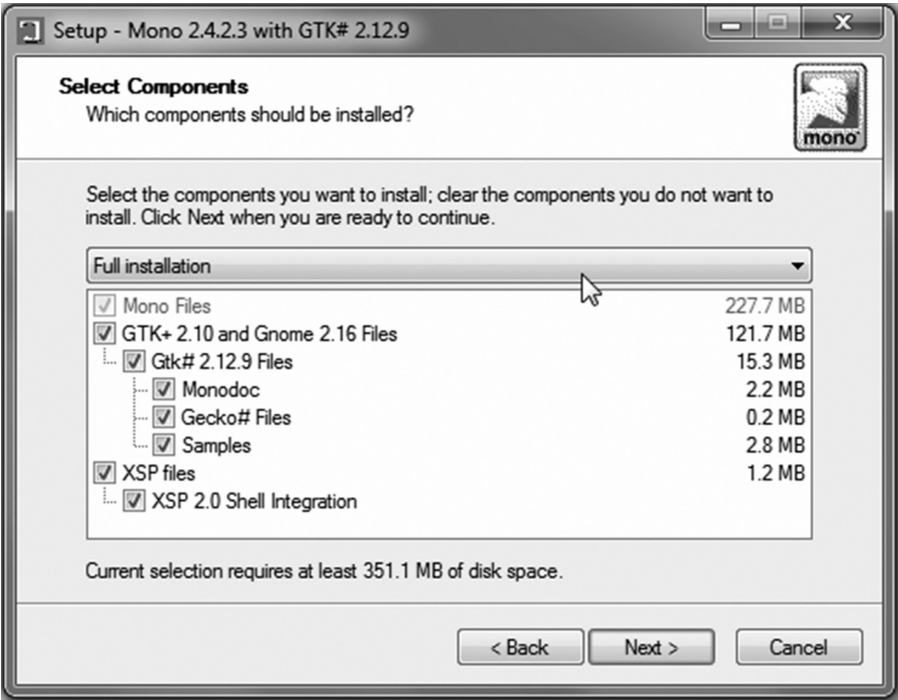 Setup - Mono 2.4.2.3 with GTK# 2.12.9
Select Components
Which components should be installed?
mono
Select the components you want to install; clear the components you do not want to
install. Click Next when you are ready to continue.
Full installation
Mono Files 227.7 MB
GTK+ 2.10 and Gnome 2.16 Files 121.7 MB
Gtk# 2.12.9 Files 15.3 MB
Monodoc 2.2 MB
Gecko# Files 0.2 MB
Samples 2.8 MB
XSP files 1.2 MB
XSP 2.0 Shell Integration
Current selection requires at least 351.1 MB of disk space.
< Back Next > Cancel